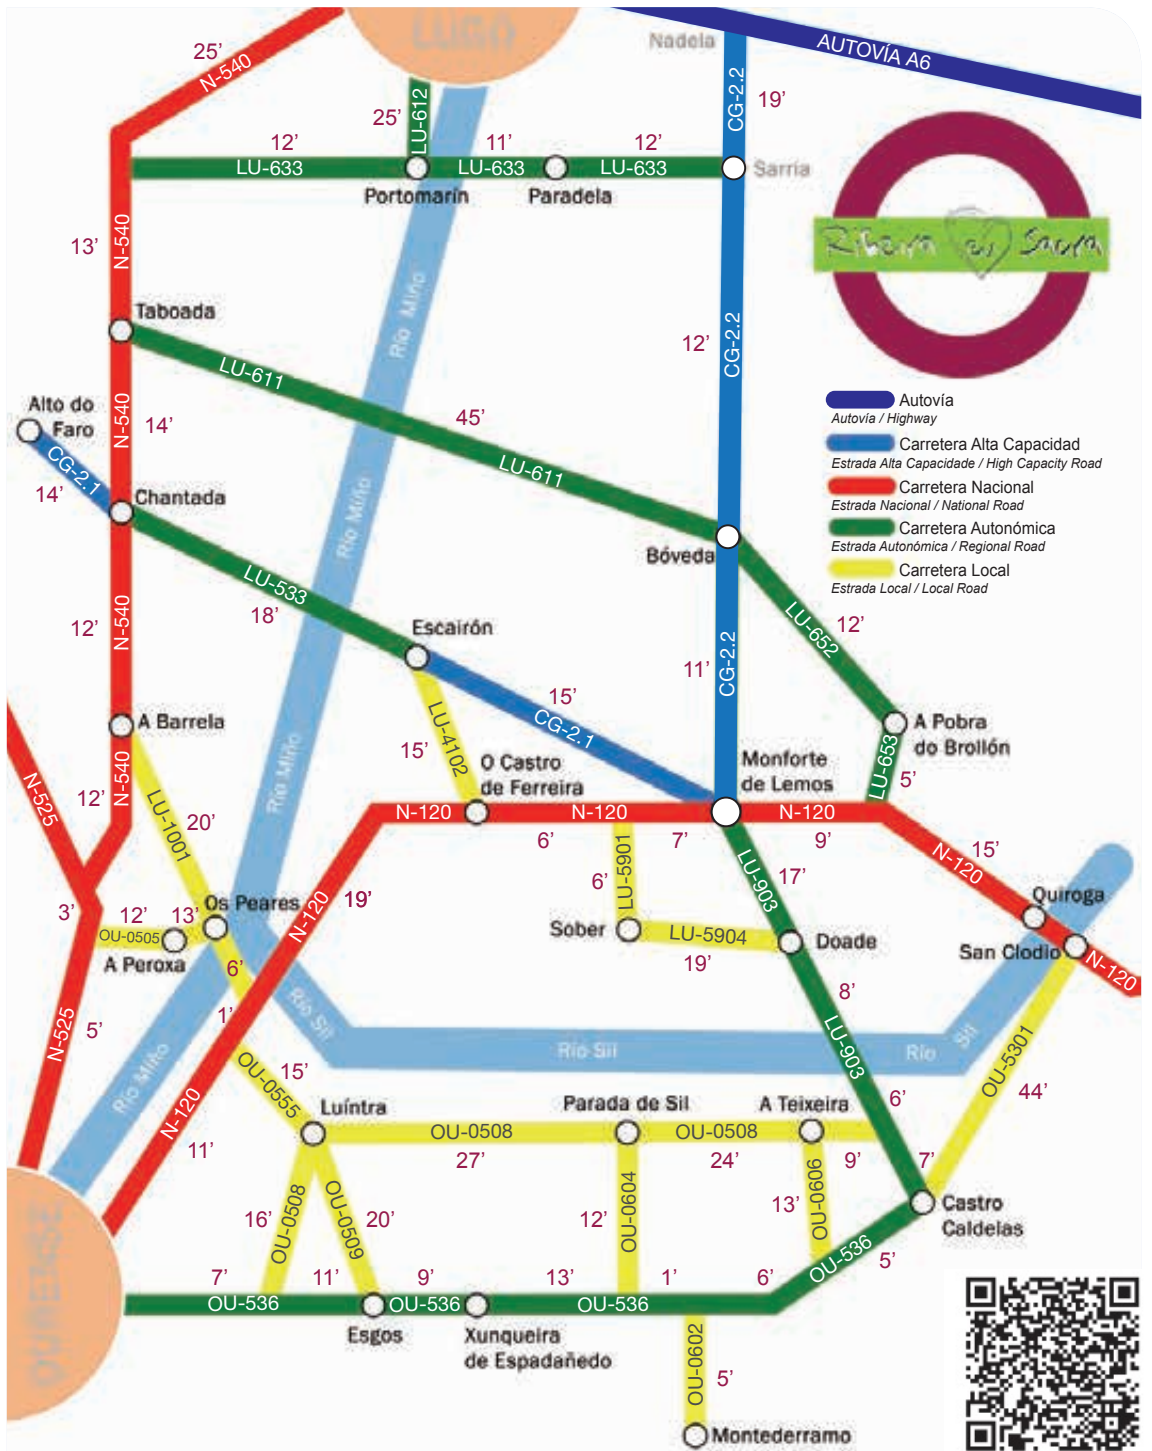 LUGO
Nadela
AUTOVÍA A6
25'
N-540
CG-2.2
19'
25'
LU-612
12'
11'
12'
LU-633
LU-633
LU-633
Sarria
Portomarín
Paradela
Ribeira
Sacra
13'
N-540
Río Miño
Taboada
CG-2.2
12'
LU-611
Alto do
Faro
N-540
14'
45'
Autovía
Autovía / Highway
Carretera Alta Capacidad
Estrada Alta Capacidade / High Capacity Road
Carretera Nacional
Estrada Nacional / National Road
Carretera Autonómica
Estrada Autonómica / Regional Road
Carretera Local
Estrada Local / Local Road
CG-2.1
14'
LU-611
Chantada
Río Miño
Bóveda
LU-533
18'
12'
N-540
Escairón
LU-652
12'
11'
CG-2.2
15'
CG-2.1
A Barrela
LU-4102
15'
A Pobra
do Brollón
Río Miño
O Castro
de Ferreira
Monforte
de Lemos
LU-653
5'
N-525
12'
N-540
LU-1001
20'
N-120
N-120
N-120
6'
7'
9'
N-120
15'
LU-5901
6'
LU-903
17'
Quiroga
Os Peares
N-120
19'
3'
12'
13'
OU-0505
A Peroxa
Sober
LU-5904
19'
Doade
San Clodio
N-120
6'
1'
Río Sil
8'
N-525
5'
Río Miño
Río Sil
LU-903
Río
Sil
OU-5301
44'
OU-0555
15'
N-120
11'
Luíntra
Parada de Sil
A Teixeira
6'
OU-0508
OU-0508
27'
24'
9'
7'
16'
OU-0508
OU-0509
20'
12'
OU-0604
13'
OU-0606
Castro
Caldelas
OURENSE
7'
11'
9'
13'
1'
6'
OU-536
5'
OU-536
OU-536
OU-536
Esgos
Xunqueira
de Espadañedo
OU-0602
5'
Montederramo